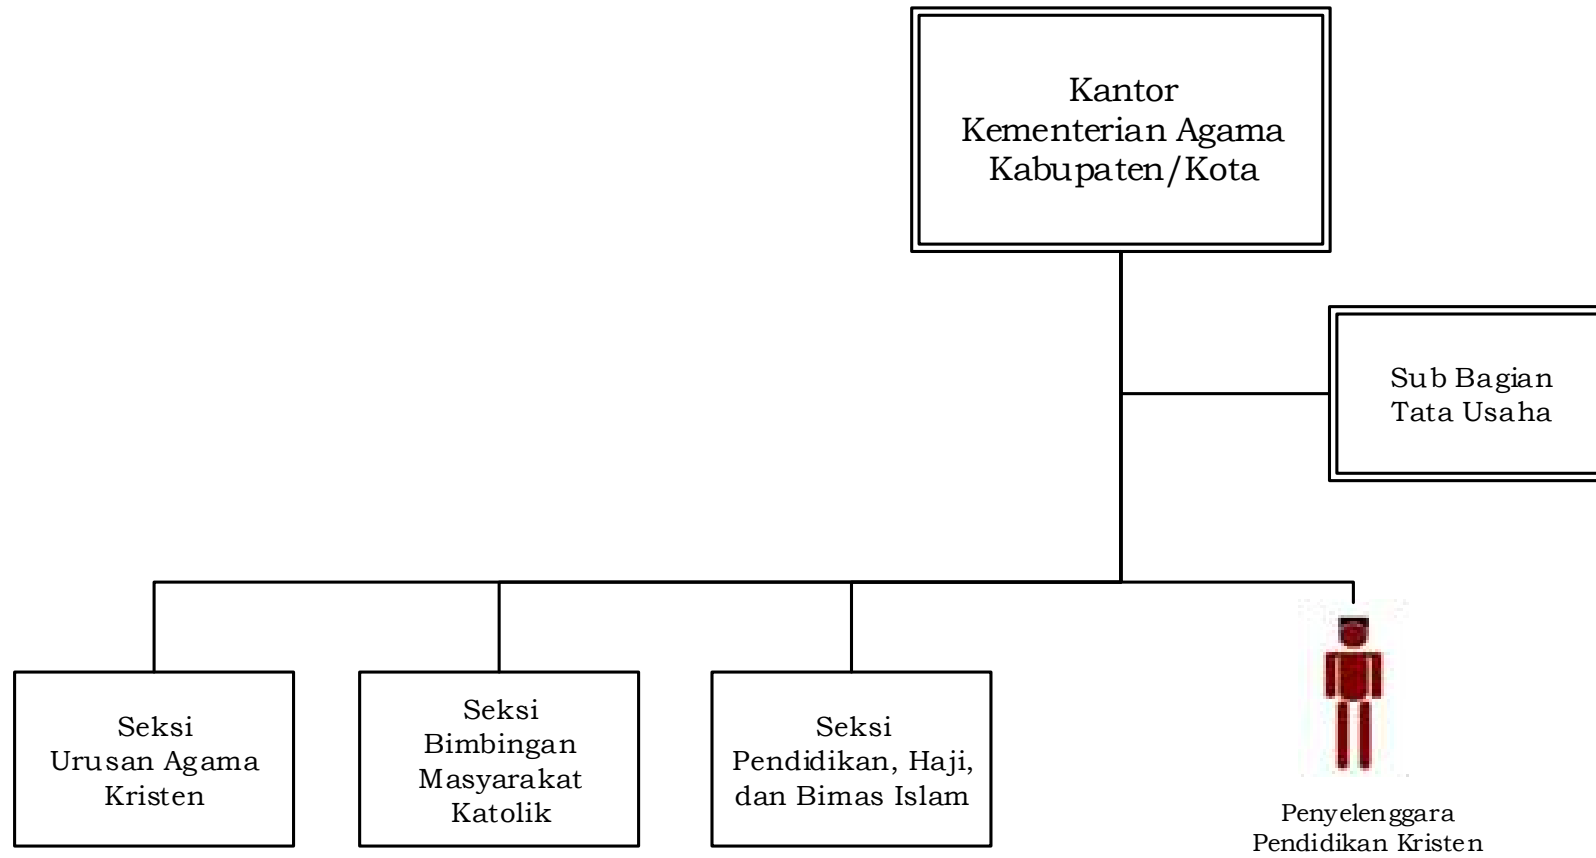 Kantor
Kementerian Agama
Kabupaten/Kota
Sub Bagian
Tata Usaha
Seksi
Urusan Agama
Kristen
Seksi
Bimbingan
Masyarakat
Katolik
Seksi
Pendidikan, Haji,
dan Bimas Islam
Penyelenggara
Pendidikan Kristen